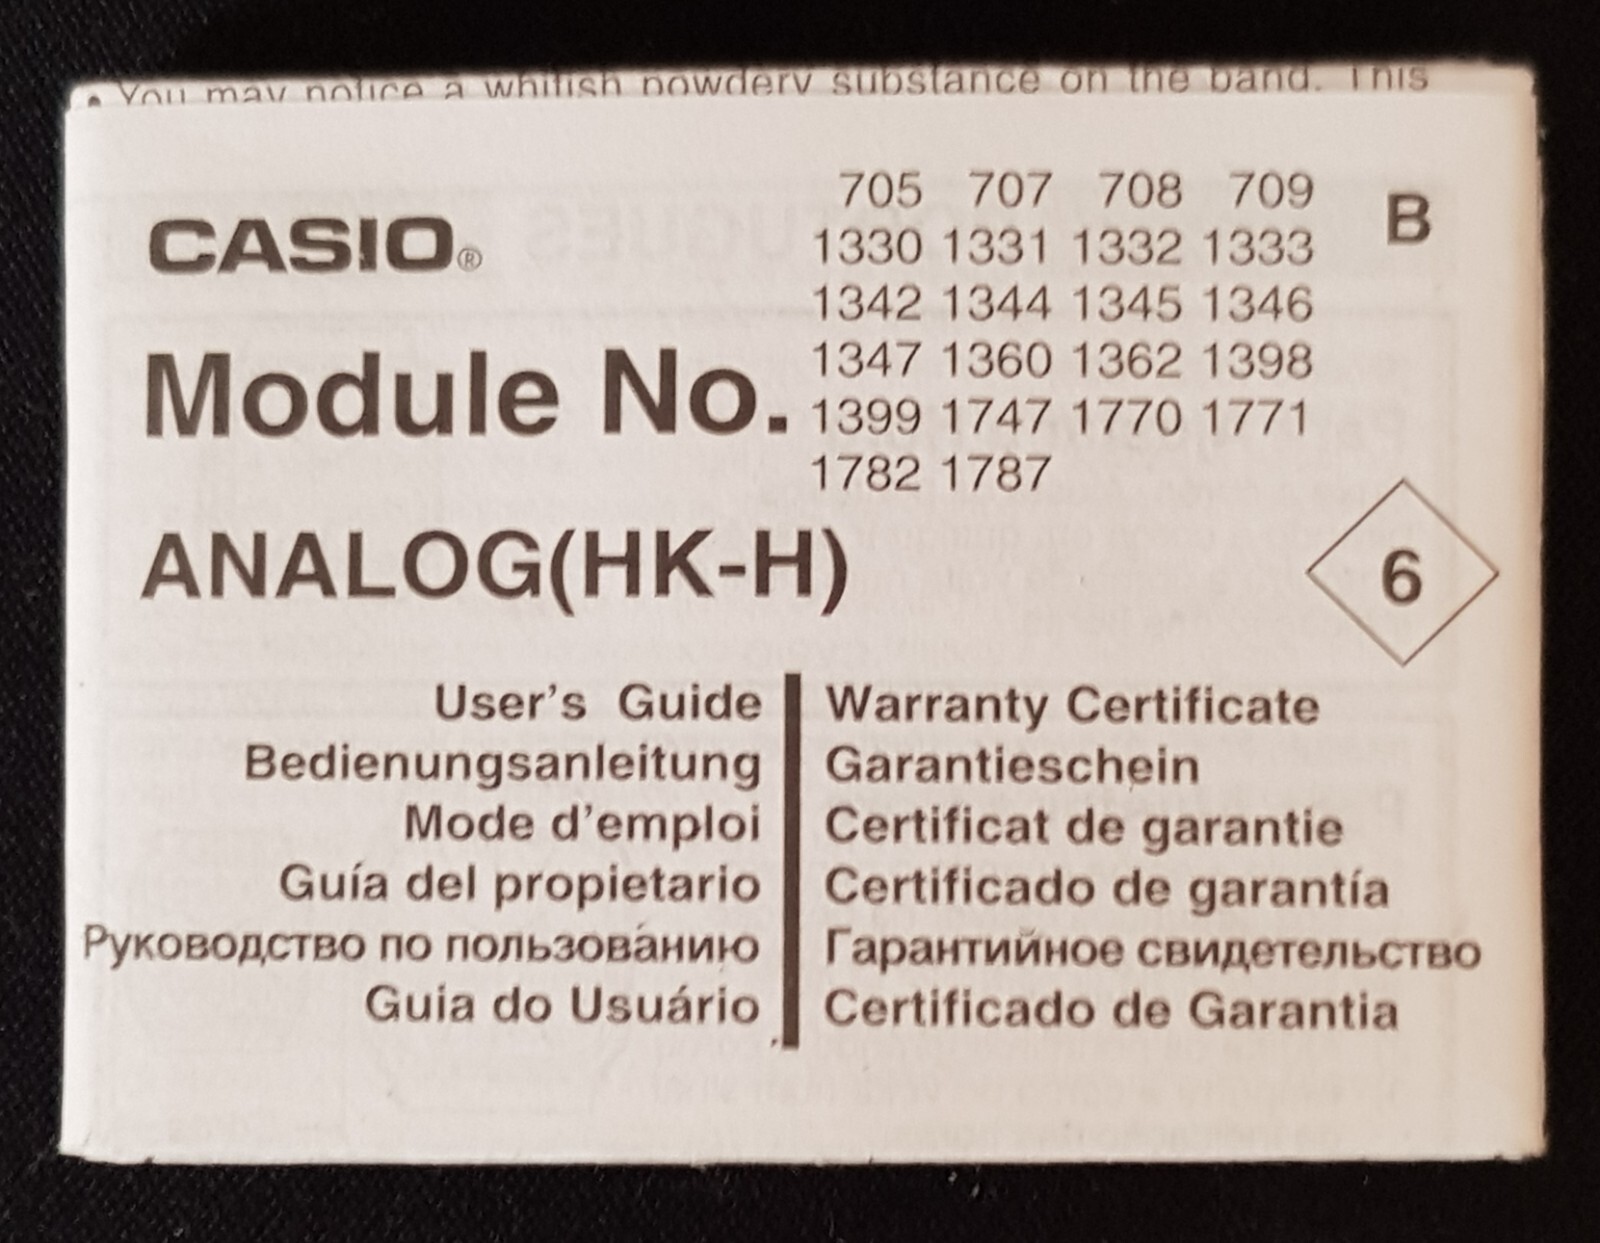 • You may notice a whitish powdery substance on the band. This
CASIO®
Module No.
705 707 708 709
1330 1331 1332 1333
1342 1344 1345 1346
1347 1360 1362 1398
1399 1747 1770 1771
1782 1787
B
ANALOG(HK-H)
6
User's Guide
Bedienungsanleitung
Mode d'emploi
Guía del propietario
Руководство по пользованию
Guia do Usuário
Warranty Certificate
Garantieschein
Certificat de garantie
Certificado de garantía
Гарантийное свидетельство
Certificado de Garantia